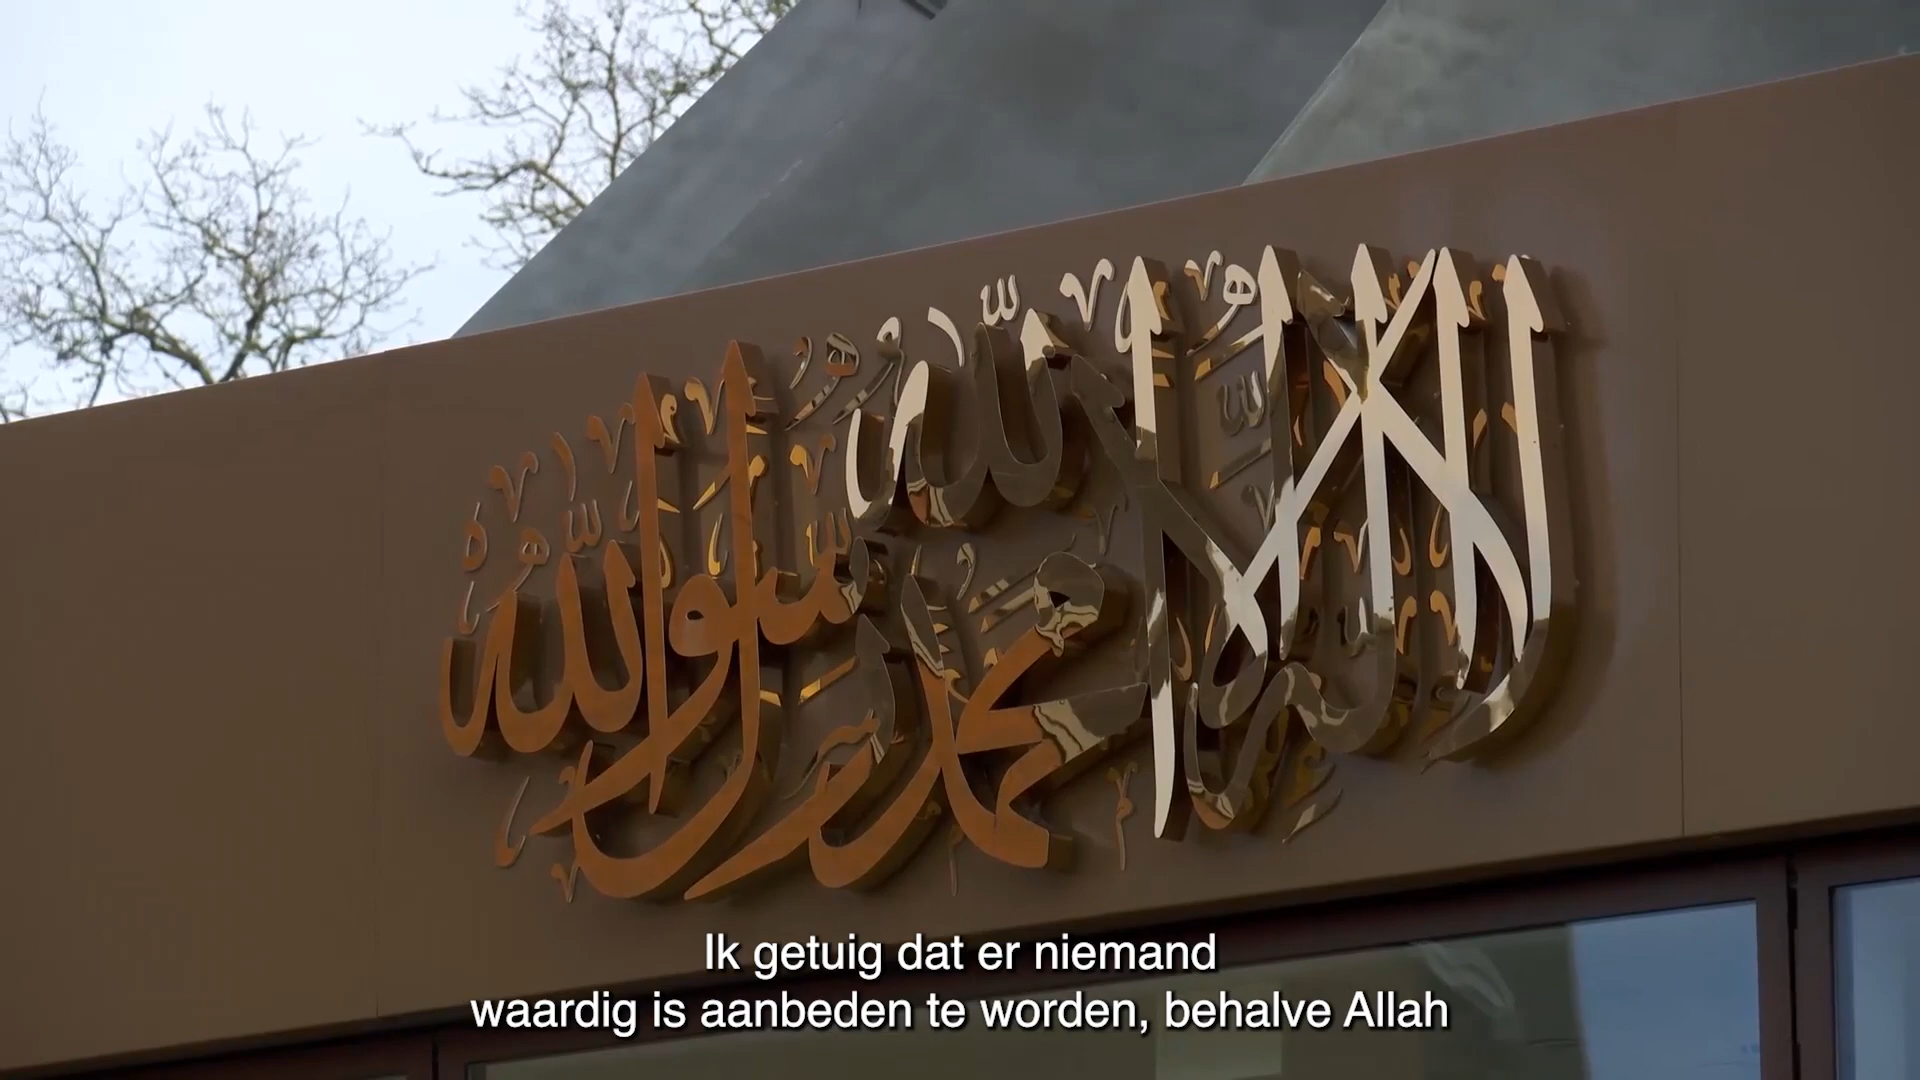 لا إله إلا الله
محمد رسول الله
Ik getuig dat er niemand
waardig is aanbeden te worden, behalve Allah